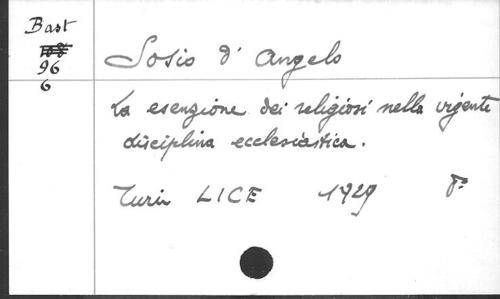 Bast
96
6
Sosio d' Angelo
La esenzione dei religiosi nella vigente
disciplina ecclesiastica.
Turin LICE 1929 8°